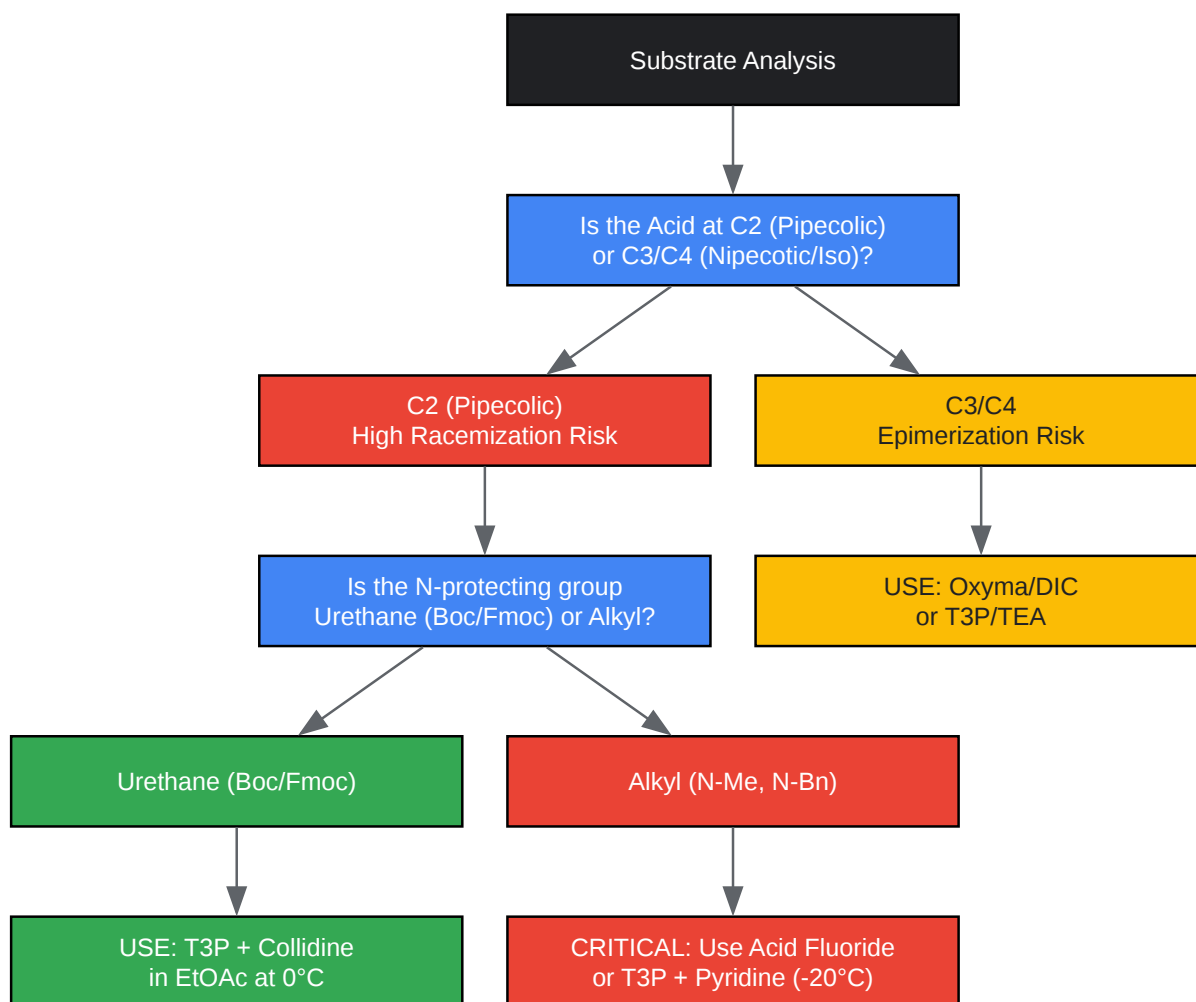 Substrate Analysis
Is the Acid at C2 (Pipecolic)
or C3/C4 (Nipecotic/Iso)?
C2 (Pipecolic)
High Racemization Risk
C3/C4
Epimerization Risk
Is the N-protecting group
Urethane (Boc/Fmoc) or Alkyl?
USE: Oxyma/DIC
or T3P/TEA
Urethane (Boc/Fmoc)
Alkyl (N-Me, N-Bn)
USE: T3P + Collidine
in EtOAc at 0°C
CRITICAL: Use Acid Fluoride
or T3P + Pyridine (-20°C)